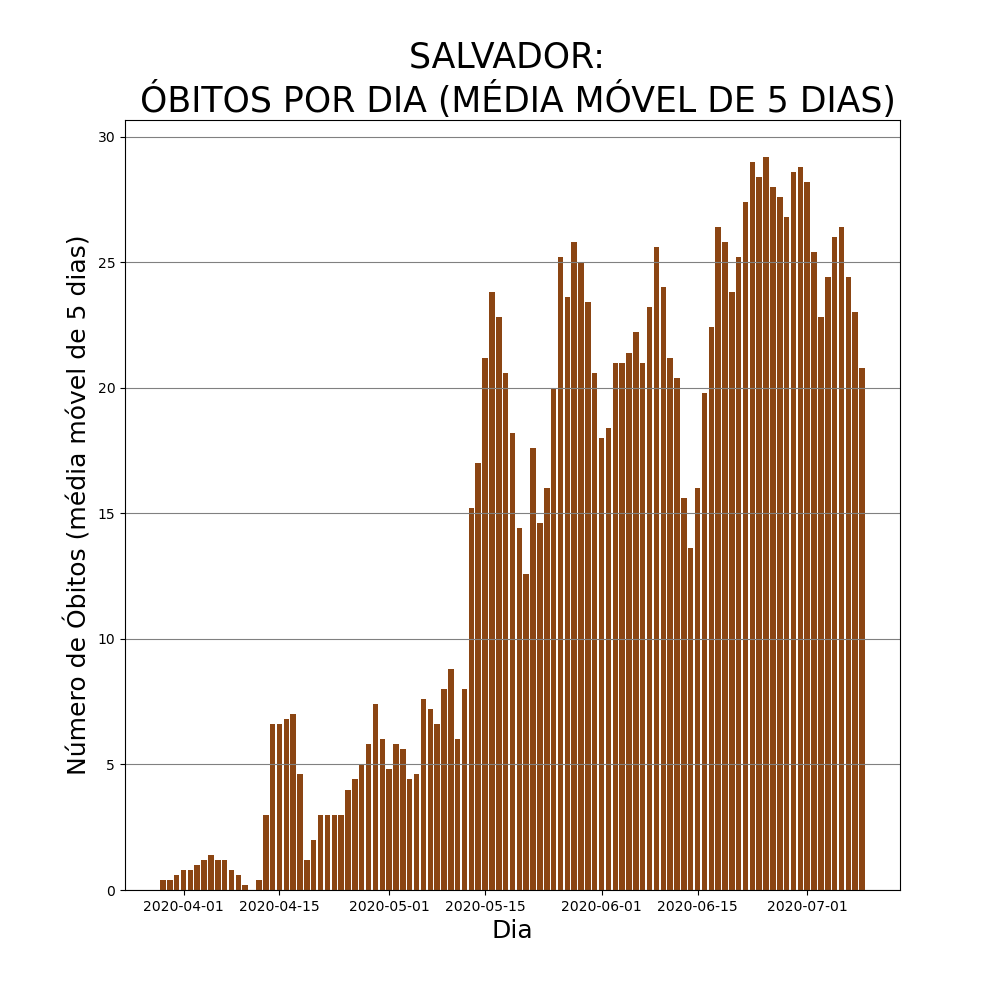 SALVADOR:
ÓBITOS POR DIA (MÉDIA MÓVEL DE 5 DIAS)
Número de Óbitos (média móvel de 5 dias)
30
25
20
15
10
5
0
2020-04-01 2020-04-15 2020-05-01 2020-05-15 2020-06-01 2020-06-15 2020-07-01
Dia